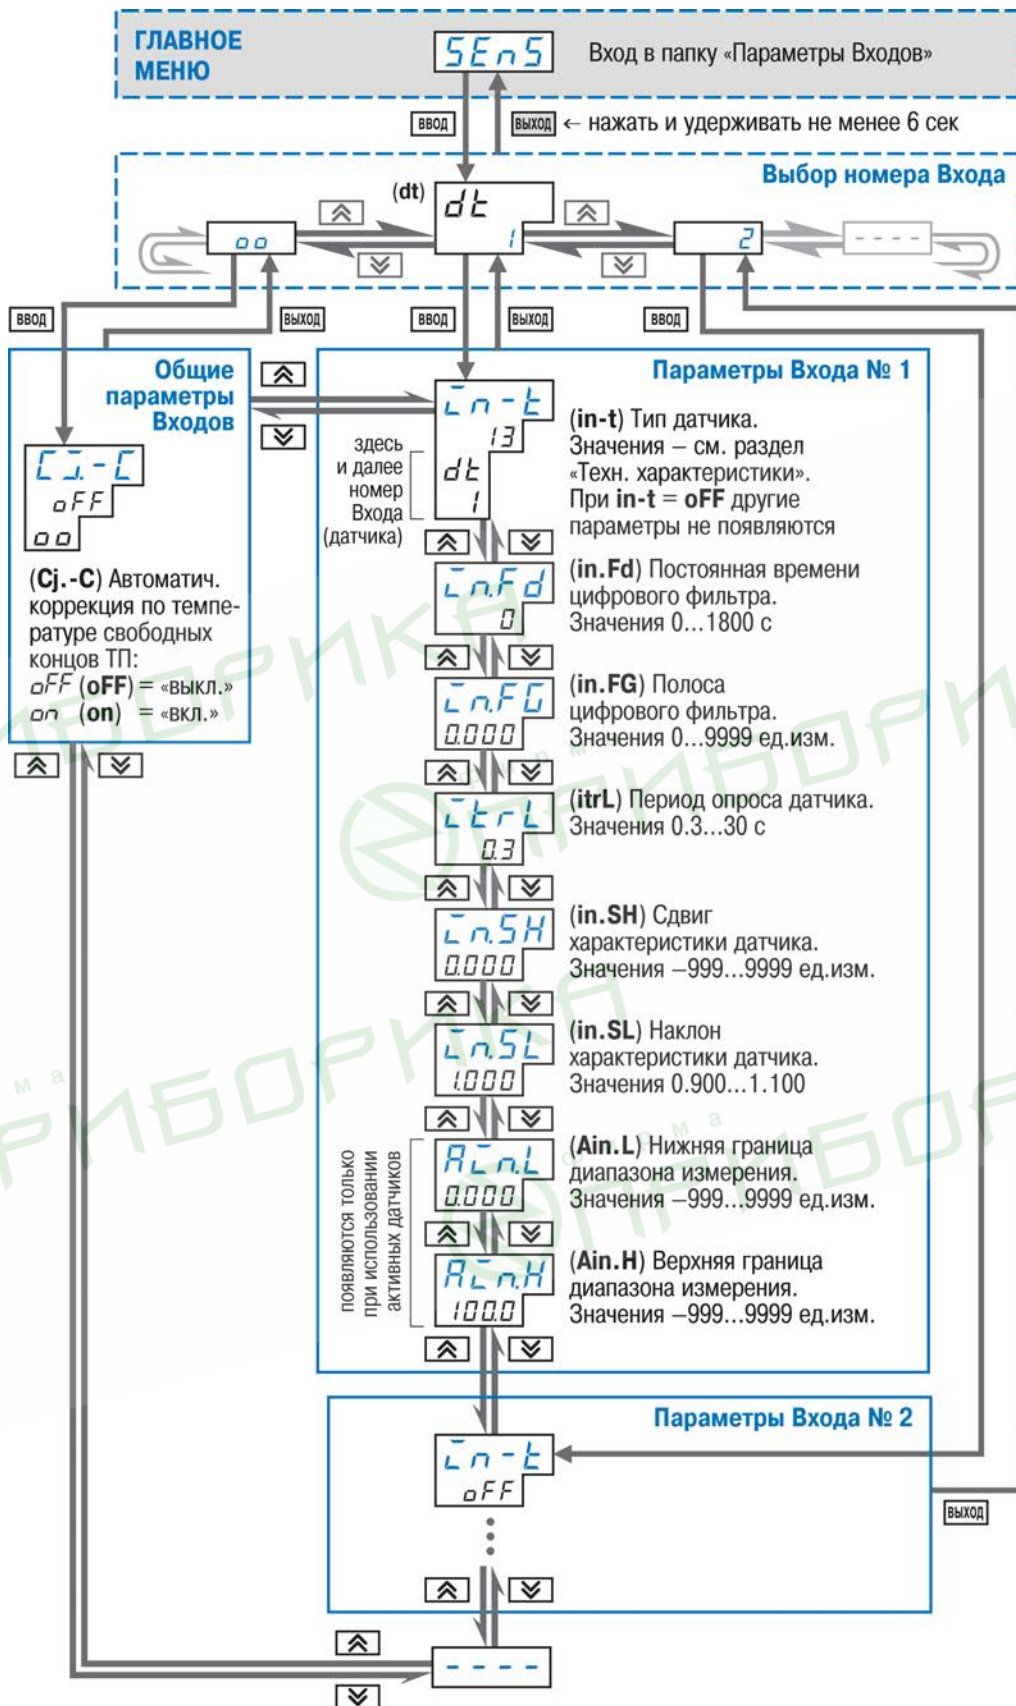 ГЛАВНОЕ
МЕНЮ
SEnS
Вход в папку «Параметры Входов»
ВВОД
ВЫХОД
← нажать и удерживать не менее 6 сек
Выбор номера Входа
(dt)
dt
1
oo
2
- - - -
ВВОД
ВЫХОД
ВВОД
ВЫХОД
ВВОД
Общие
параметры
Входов
Cj.-C
oFF
oo
(Cj.-C) Автоматич.
коррекция по темпе-
ратуре свободных
концов ТП:
oFF (oFF) = «ВЫКЛ.»
on (on) = «ВКЛ.»
Параметры Входа № 1
in-t
13
dt
1
здесь
и далее
номер
Входа
(датчика)
(in-t) Тип датчика.
Значения – см. раздел
«Техн. характеристики».
При in-t = oFF другие
параметры не появляются
in.Fd
0
(in.Fd) Постоянная времени
цифрового фильтра.
Значения 0...1800 с
in.FG
0.000
(in.FG) Полоса
цифрового фильтра.
Значения 0...9999 ед.изм.
itrL
0.3
(itrL) Период опроса датчика.
Значения 0.3...30 с
in.SH
0.000
(in.SH) Сдвиг
характеристики датчика.
Значения –999...9999 ед.изм.
in.SL
1.000
(in.SL) Наклон
характеристики датчика.
Значения 0.900...1.100
появляются только
при использовании
активных датчиков
Ain.L
0.000
(Ain.L) Нижняя граница
диапазона измерения.
Значения –999...9999 ед.изм.
Ain.H
100.0
(Ain.H) Верхняя граница
диапазона измерения.
Значения –999...9999 ед.изм.
Параметры Входа № 2
in-t
oFF
ВЫХОД
- - - -
фирма
ПРИБОРИКА